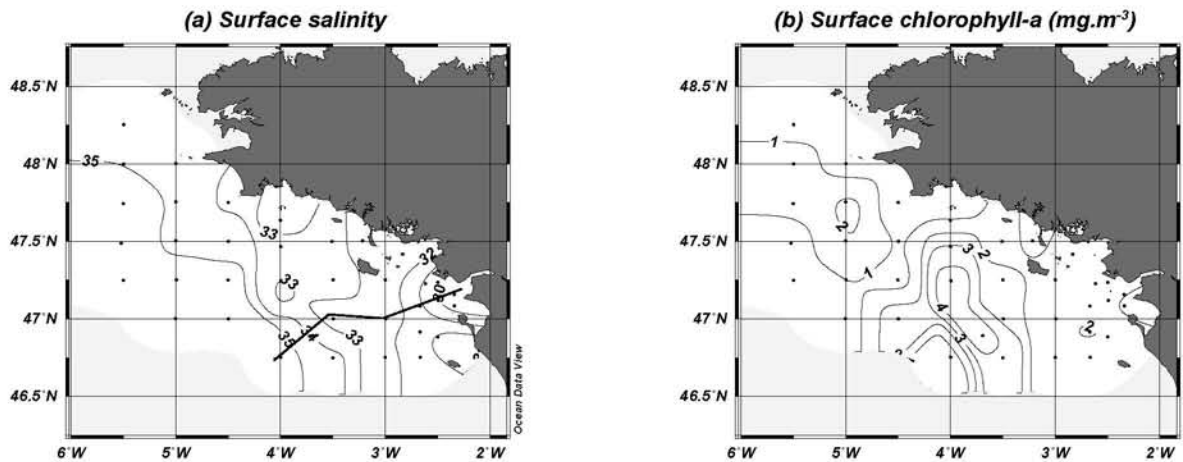 (a) Surface salinity
(b) Surface chlorophyll-a (mg.m-3)
48.5˚N
48˚N
47.5˚N
47˚N
46.5˚N
6˚W
5˚W
4˚W
3˚W
2˚W
35
33
32
33
30
34
35
33
Ocean Data View
48.5˚N
48˚N
47.5˚N
47˚N
46.5˚N
6˚W
5˚W
4˚W
3˚W
2˚W
1
2
1
3
2
4
3
2